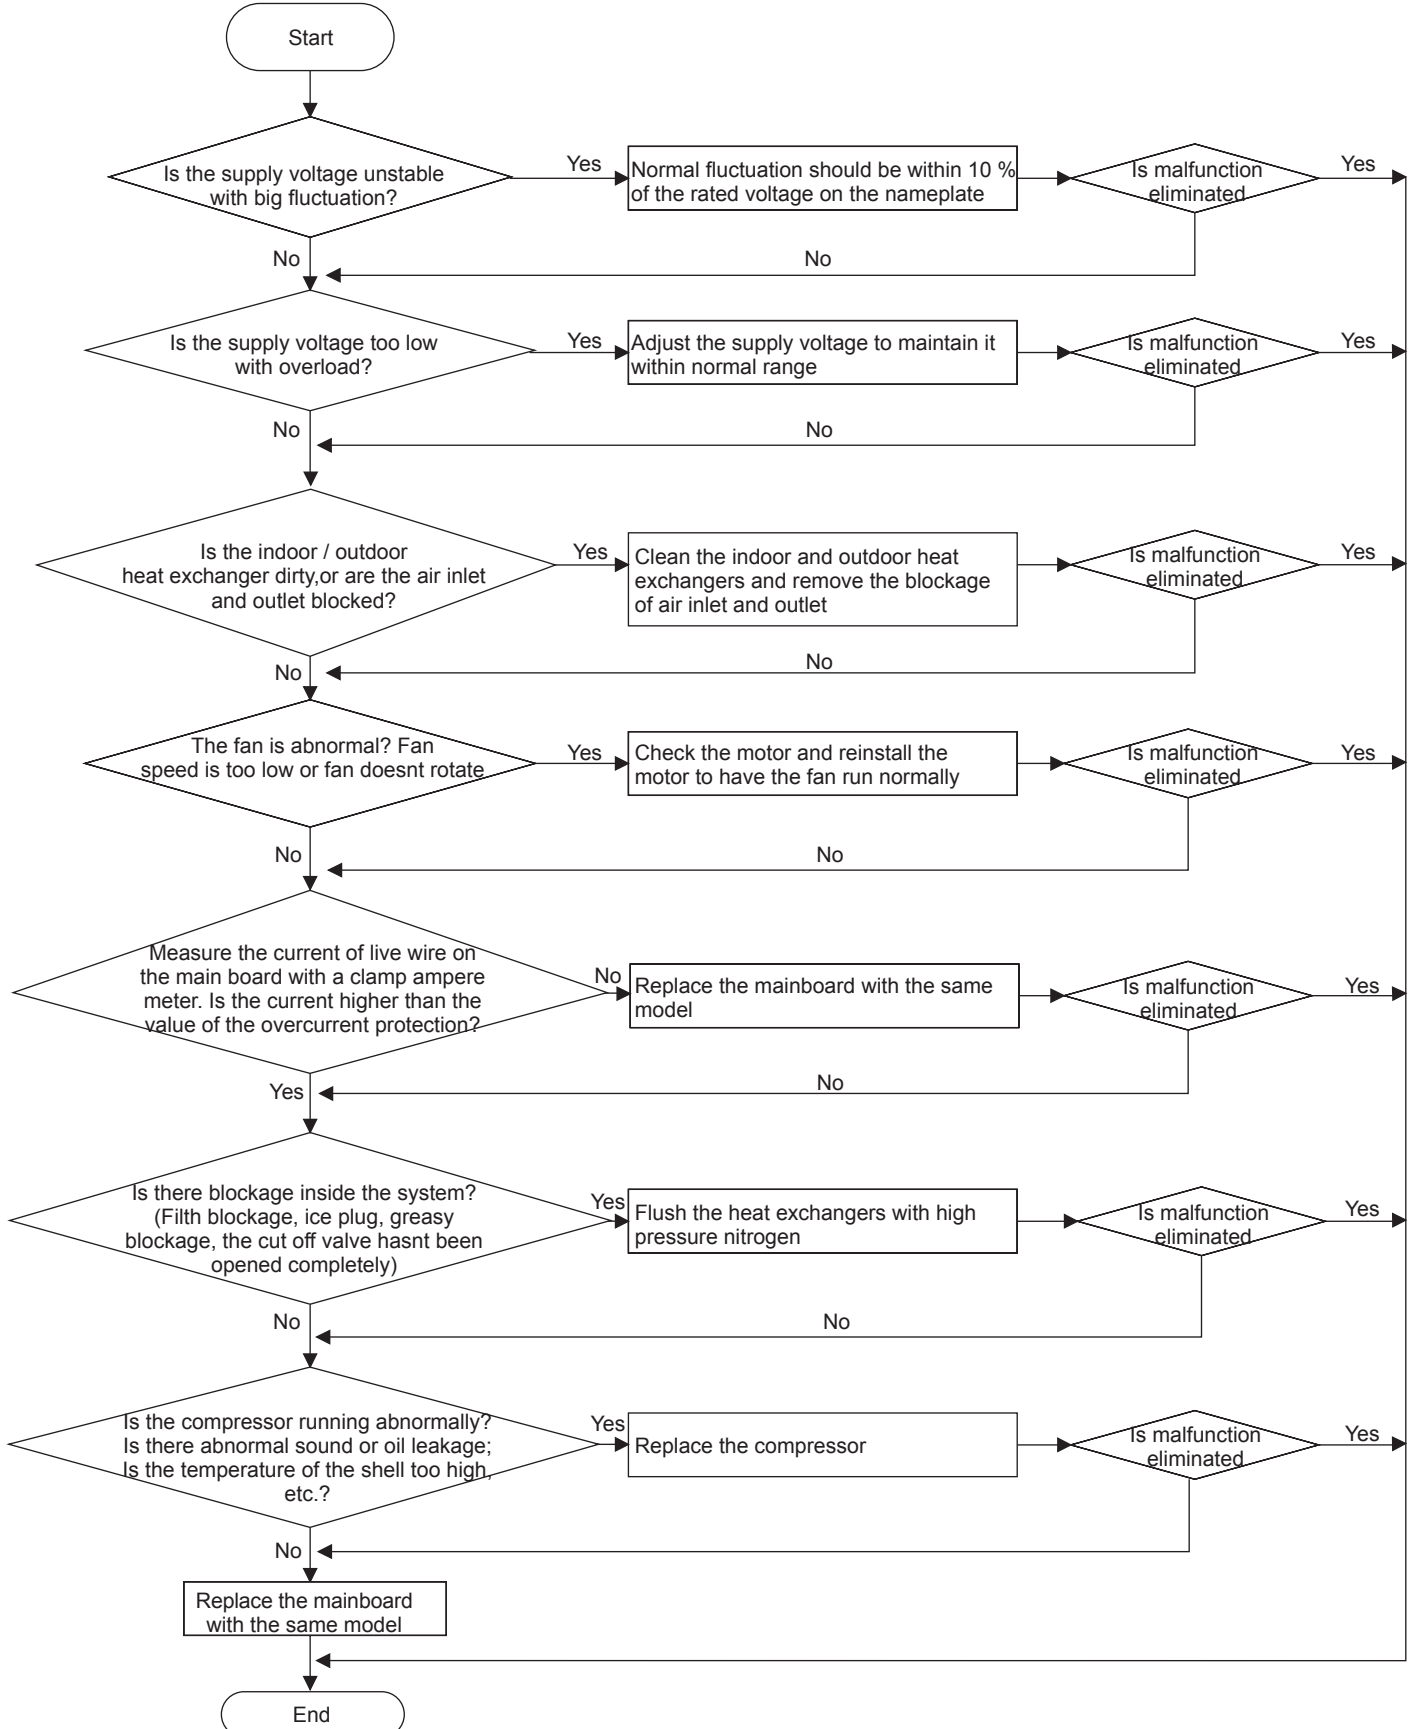 Start
Is the supply voltage unstable
with big fluctuation?
Yes
Normal fluctuation should be within 10 %
of the rated voltage on the nameplate
Is malfunction
eliminated
Yes
No
No
Is the supply voltage too low
with overload?
Yes
Adjust the supply voltage to maintain it
within normal range
Is malfunction
eliminated
Yes
No
No
Is the indoor / outdoor
heat exchanger dirty,or are the air inlet
and outlet blocked?
Yes
Clean the indoor and outdoor heat
exchangers and remove the blockage
of air inlet and outlet
Is malfunction
eliminated
Yes
No
No
The fan is abnormal? Fan
speed is too low or fan doesnt rotate
Yes
Check the motor and reinstall the
motor to have the fan run normally
Is malfunction
eliminated
Yes
No
No
Measure the current of live wire on
the main board with a clamp ampere
meter. Is the current higher than the
value of the overcurrent protection?
No
Replace the mainboard with the same
model
Is malfunction
eliminated
Yes
Yes
No
Is there blockage inside the system?
(Filth blockage, ice plug, greasy
blockage, the cut off valve hasnt been
opened completely)
Yes
Flush the heat exchangers with high
pressure nitrogen
Is malfunction
eliminated
Yes
No
No
Is the compressor running abnormally?
Is there abnormal sound or oil leakage;
Is the temperature of the shell too high,
etc.?
Yes
Replace the compressor
Is malfunction
eliminated
Yes
No
Replace the mainboard
with the same model
End